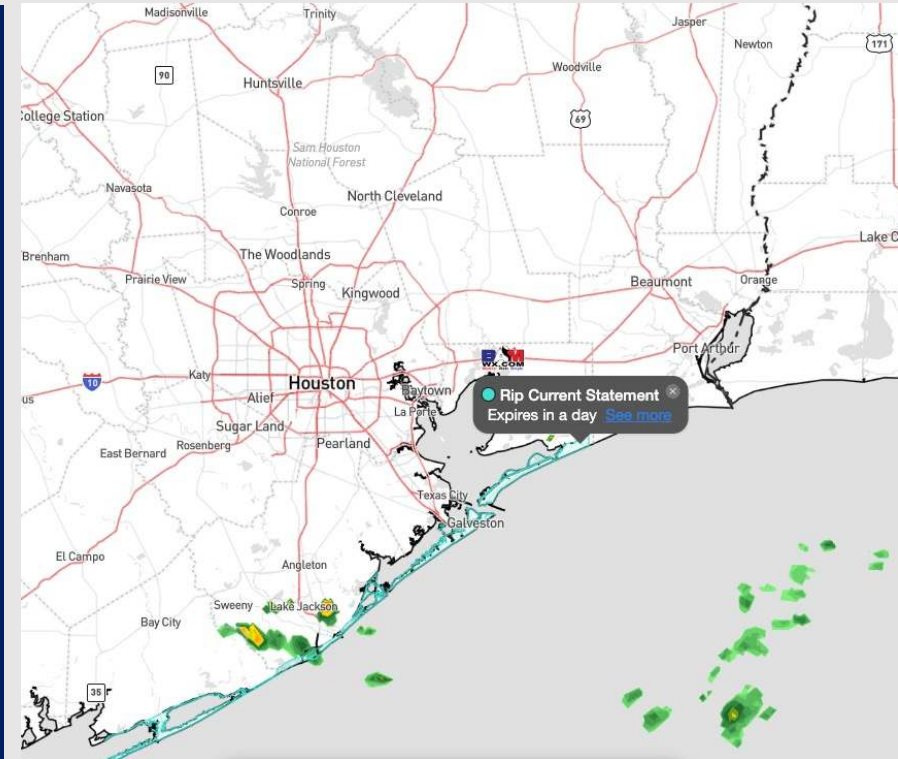 Madisonville
Trinity
Jasper
Newton
171
90
Huntsville
Woodville
69
College Station
Sam Houston
National Forest
Navasota
North Cleveland
Conroe
Brenham
The Woodlands
Lake C
Prairie View
Spring
Kingwood
Beaumont
Orange
Port Arthur
BAM
WX.COM
10
Katy
Houston
Baytown
Alief
La Porte
Rip Current Statement
Expires in a day See more
Sugar Land
Pearland
East Bernard
Rosenberg
Texas City
Galveston
El Campo
Angleton
Sweeny
Lake Jackson
Bay City
35